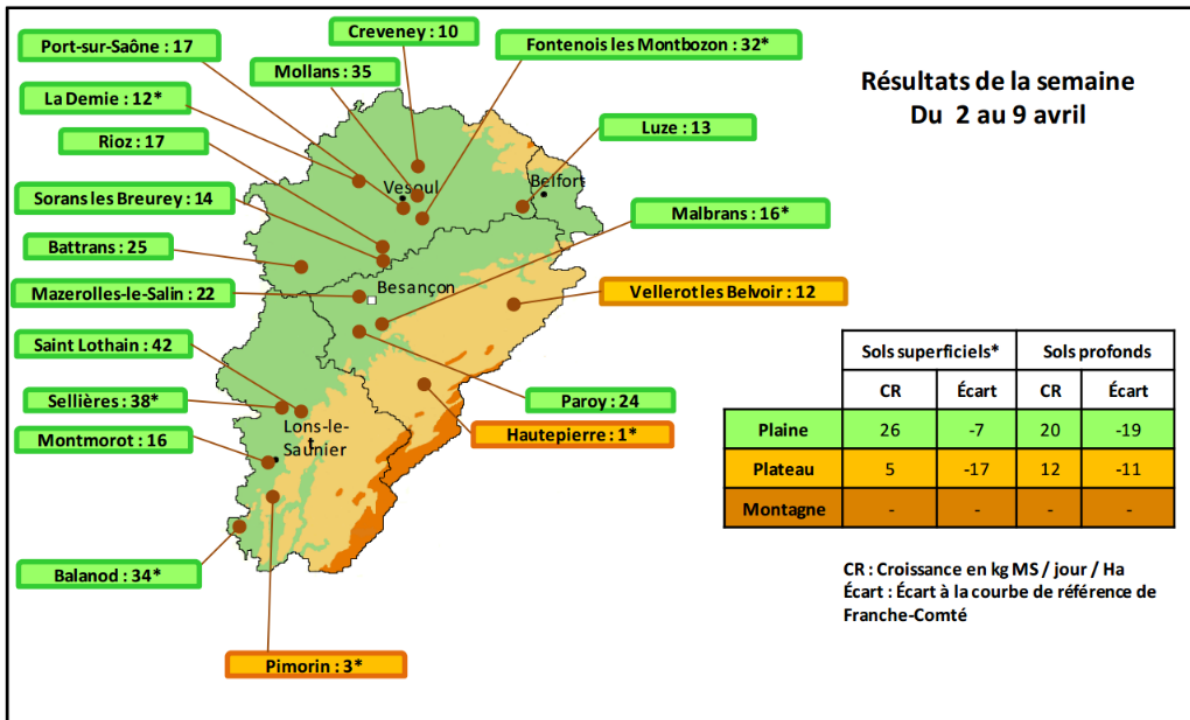 Creveney : 10
Port-sur-Saône : 17
Fontenois les Montbozon : 32*
Mollans : 35
La Demie : 12*
Rioz : 17
Luze : 13
Sorans les Breurey : 14
Malbrans : 16*
Battrans : 25
Mazerolles-le-Salin : 22
Vellerot les Belvoir : 12
Saint Lothain : 42
Sellières : 38*
Paroy : 24
Montmorot : 16
Hautepierre : 1*
Balanod : 34*
Pimorin : 3*
Vesoul
Belfort
Besançon
Lons-le-
Saunier
Résultats de la semaine
Du 2 au 9 avril
Sols superficiels* Sols profonds
CR Écart CR Écart
Plaine 26 -7 20 -19
Plateau 5 -17 12 -11
Montagne - - - -
CR : Croissance en kg MS / jour / Ha
Écart : Écart à la courbe de référence de
Franche-Comté